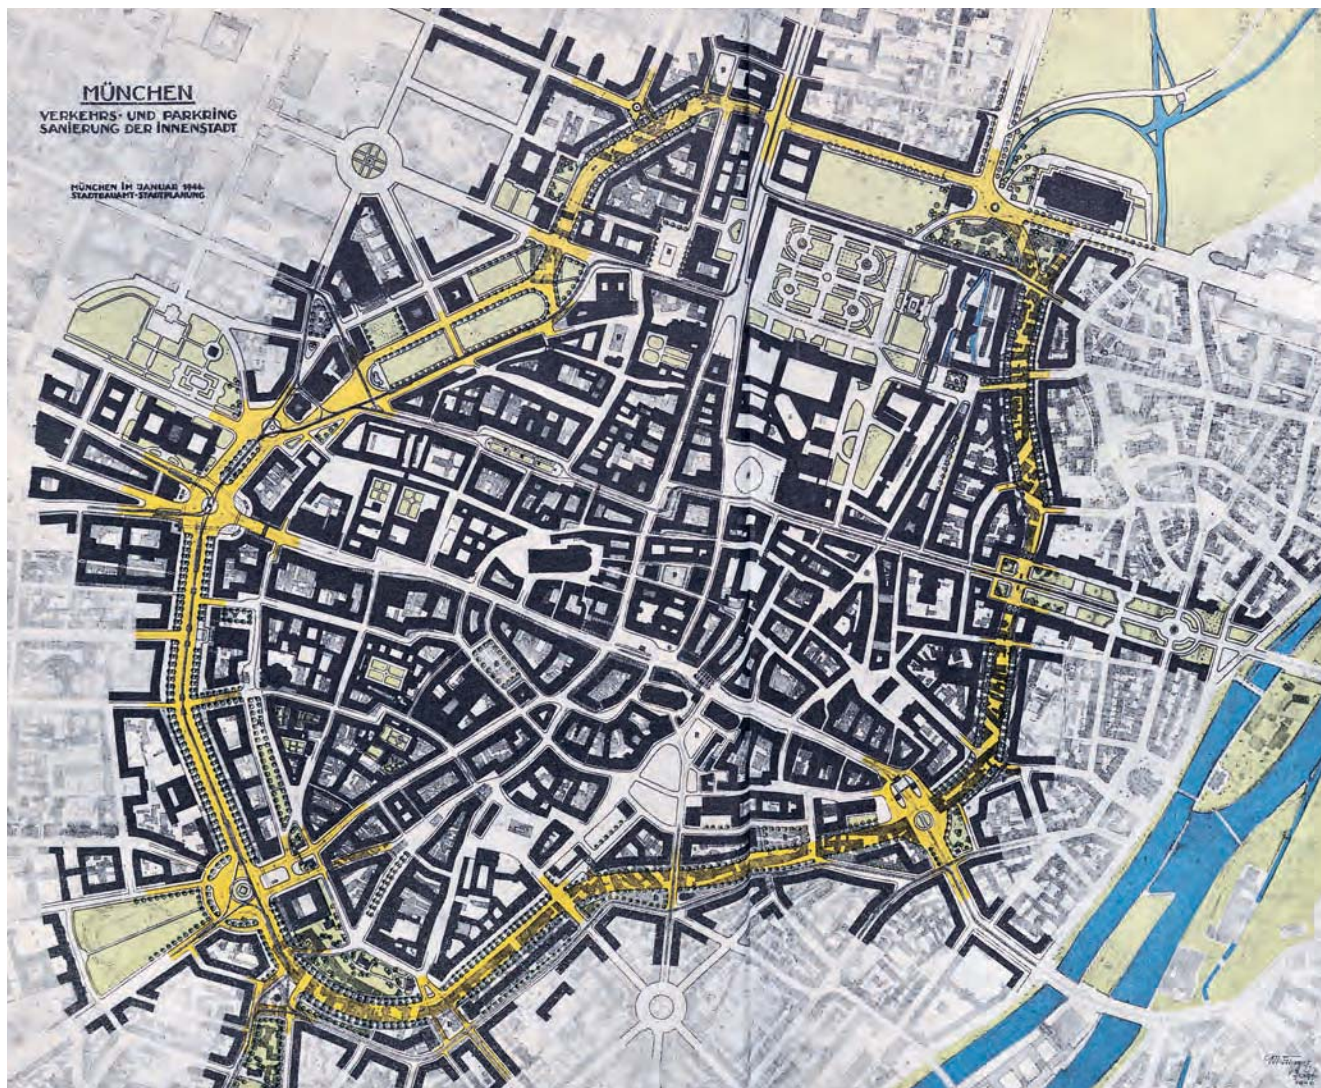 MÜNCHEN
VERKEHRS- UND PARKRING
SANIERUNG DER INNENSTADT
MÜNCHEN IM JANUAR 1946
STADTBAUAMT-STADTPLANUNG